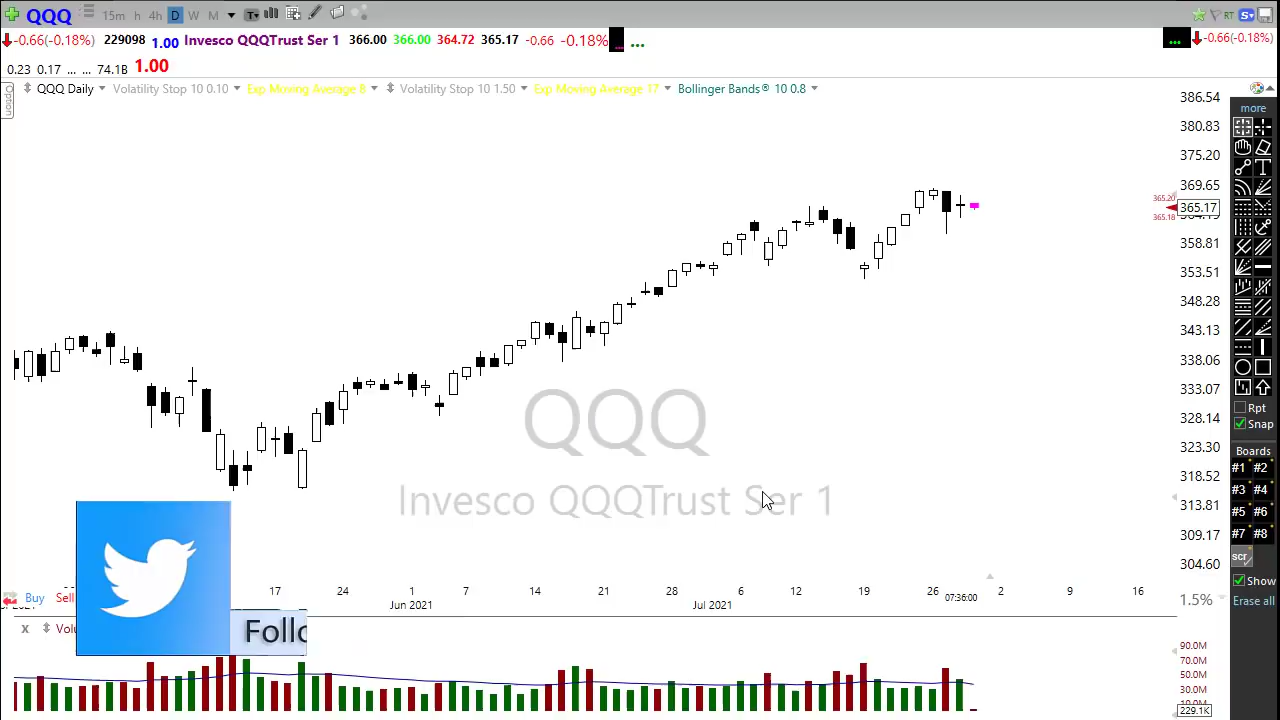 QQQ 15m h 4h D W M T S RT
-0.66(-0.18%) 229098 1.00 Invesco QQQTrust Ser 1 366.00 366.00 364.72 365.17 -0.66 -0.18% ... ... -0.66(-0.18%)
0.23 0.17 ... ... 74.1B 1.00
QQQ Daily Volatility Stop 10 0.10 Exp Moving Average 8 Volatility Stop 10 1.50 Exp Moving Average 17 Bollinger Bands® 10 0.8
Option
386.54
more
380.83
375.20
369.65
365.20
365.17
365.18
358.81
353.51
348.28
343.13
338.06
333.07
328.14
323.30
318.52
313.81
309.17
304.60
T
Rpt
Snap
Boards
#1 #2
#3 #4
#5 #6
#7 #8
scr
Show
Erase all
QQQ
Invesco QQQTrust Ser 1
17 24 1 7 14 21 28 6 12 19 26 2 9 16
Jun 2021 Jul 2021 07:36:00
1.5%
Buy Sell
Follo
X Volu
90.0M
70.0M
50.0M
30.0M
229.1K